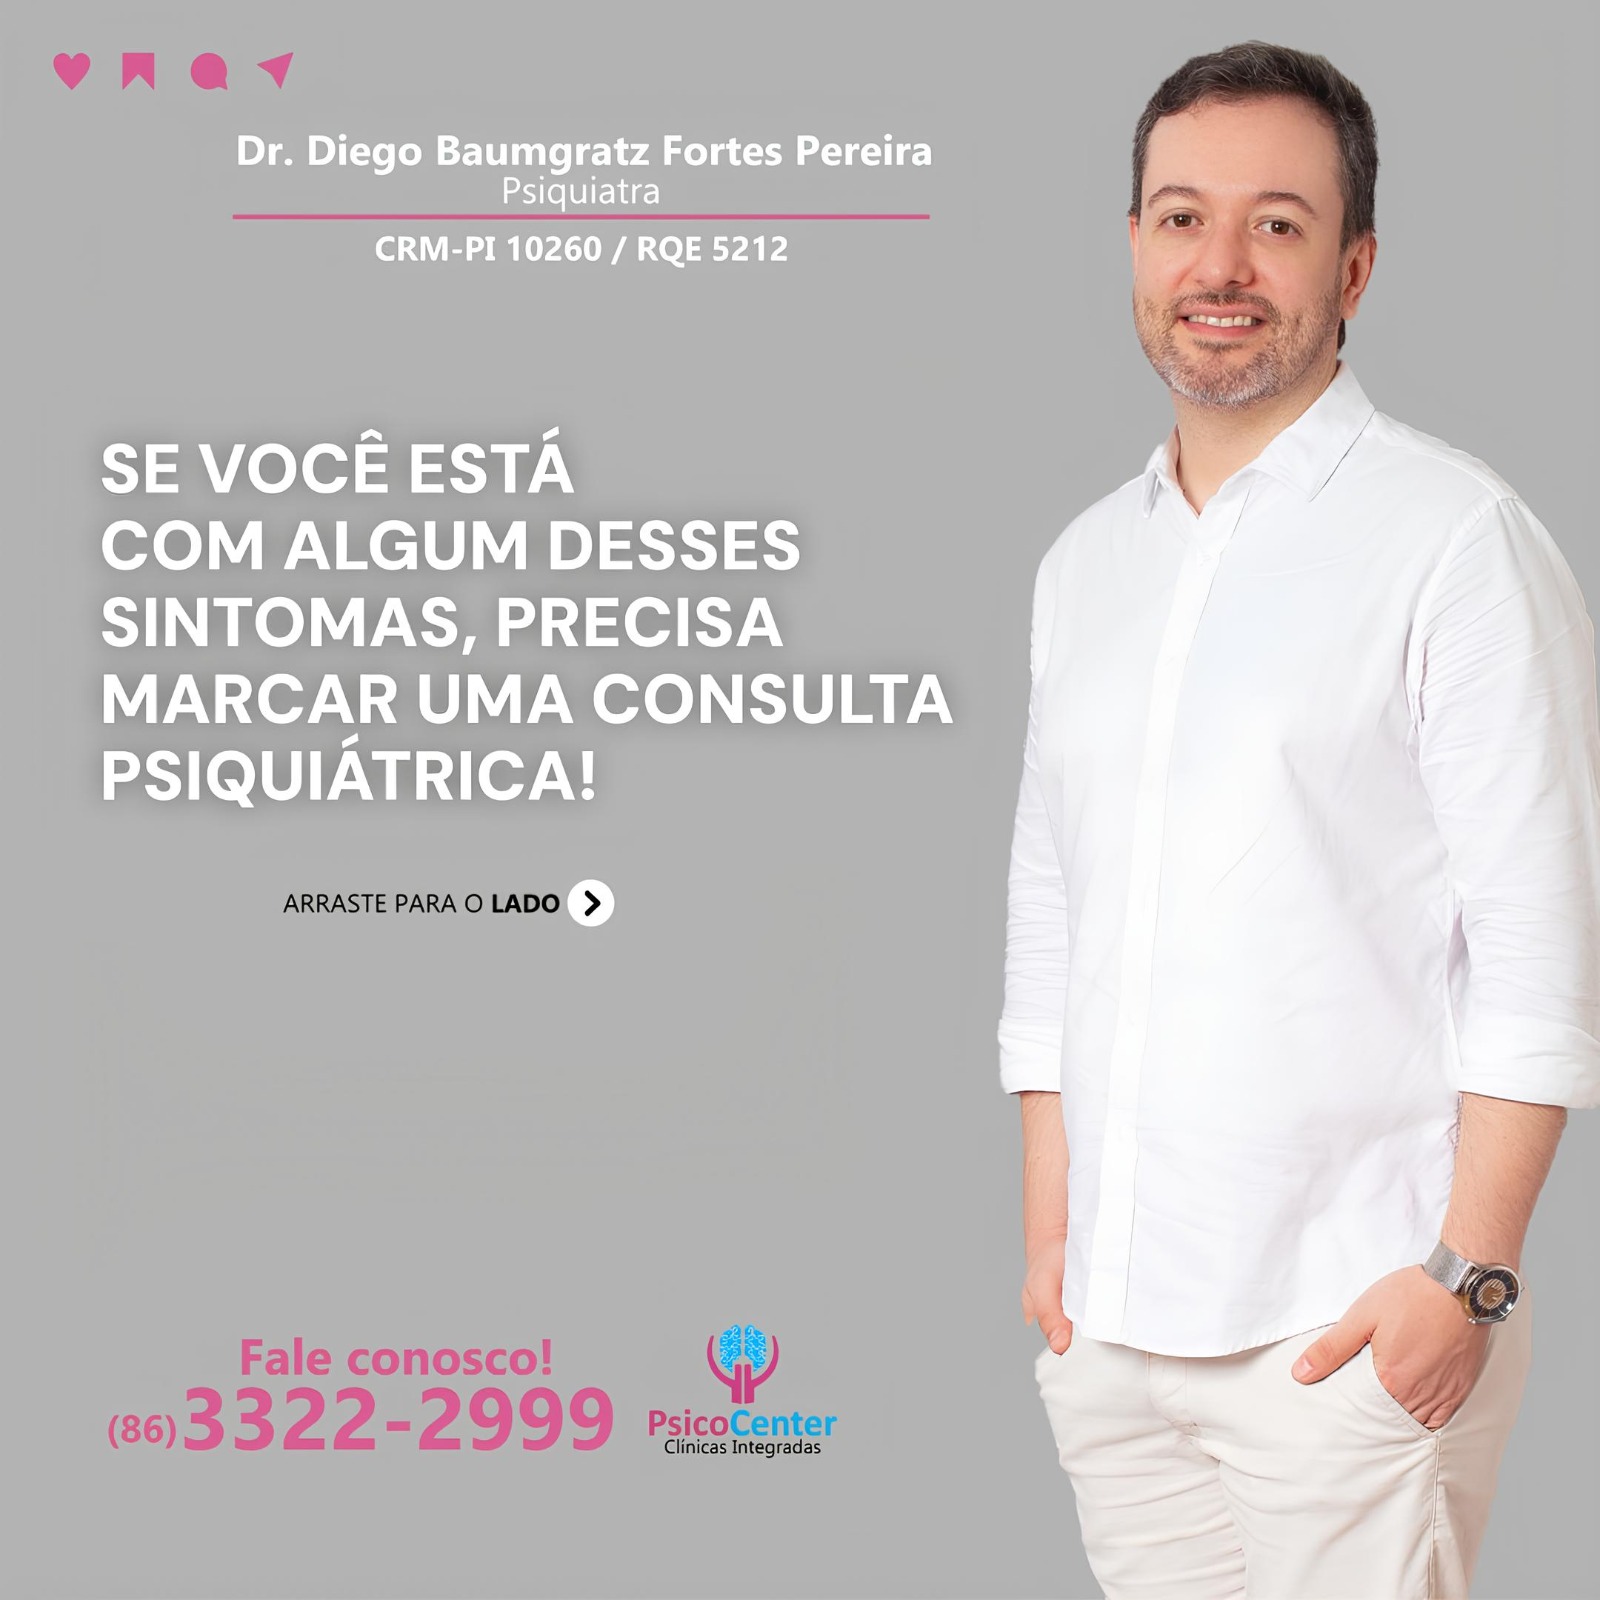 Dr. Diego Baumgratz Fortes Pereira
Psiquiatra
CRM-PI 10260 / RQE 5212
SE VOCÊ ESTÁ
COM ALGUM DESSES
SINTOMAS, PRECISA
MARCAR UMA CONSULTA
PSIQUIÁTRICA!
ARRASTE PARA O LADO
Fale conosco!
(86) 3322-2999
PsicoCenter
Clínicas Integradas